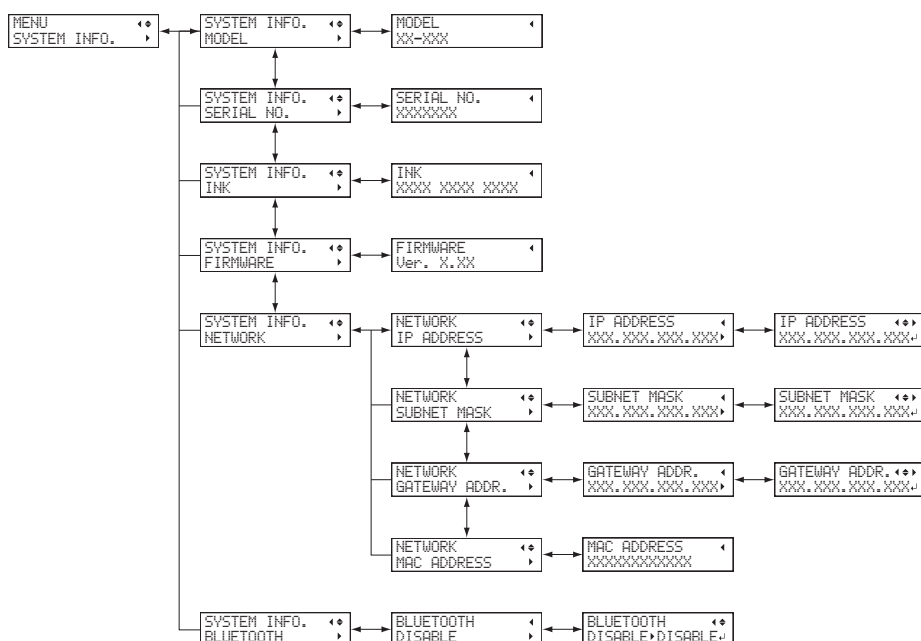 MENU
SYSTEM INFO.
SYSTEM INFO.
MODEL
MODEL
XX-XXX
SYSTEM INFO.
SERIAL NO.
SERIAL NO.
XXXXXXX
SYSTEM INFO.
INK
INK
XXXX XXXX XXXX
SYSTEM INFO.
FIRMWARE
FIRMWARE
Ver. X.XX
SYSTEM INFO.
NETWORK
NETWORK
IP ADDRESS
IP ADDRESS
XXX.XXX.XXX.XXX
IP ADDRESS
XXX.XXX.XXX.XXX
NETWORK
SUBNET MASK
SUBNET MASK
XXX.XXX.XXX.XXX
SUBNET MASK
XXX.XXX.XXX.XXX
NETWORK
GATEWAY ADDR.
GATEWAY ADDR.
XXX.XXX.XXX.XXX
GATEWAY ADDR.
XXX.XXX.XXX.XXX
NETWORK
MAC ADDRESS
MAC ADDRESS
XXXXXXXXXXXX
SYSTEM INFO.
BLUETOOTH
BLUETOOTH
DISABLE
BLUETOOTH
DISABLE DISABLE